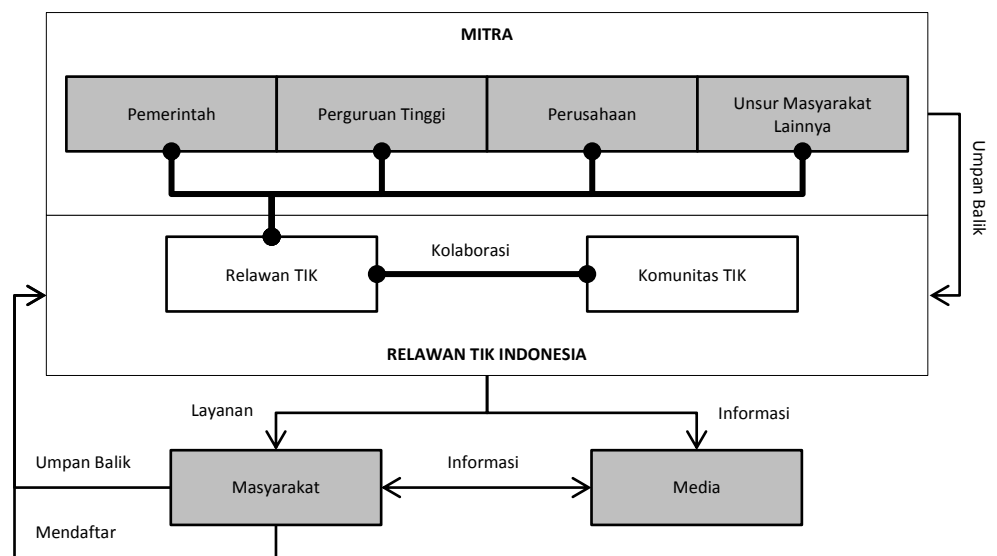 MITRA
Pemerintah
Perguruan Tinggi
Perusahaan
Unsur Masyarakat
Lainnya
Umpan Balik
Kolaborasi
Relawan TIK
Komunitas TIK
RELAWAN TIK INDONESIA
Layanan
Informasi
Umpan Balik
Informasi
Masyarakat
Media
Mendaftar